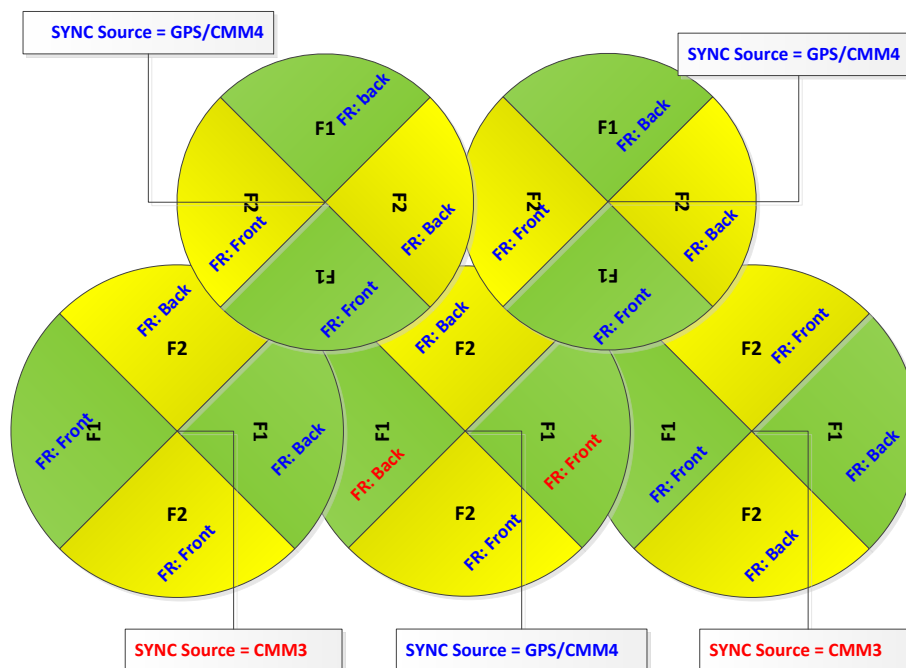 SYNC Source = GPS/CMM4
SYNC Source = GPS/CMM4
F1
FR: back
F2
FR: Front
F2
FR: Back
F1
FR: Front
F1
FR: Back
F2
FR: Front
F2
FR: Back
F1
FR: Front
FR: Back
F2
F1
FR: Front
F1
FR: Back
F2
FR: Front
FR: Back
F2
F1
FR: Back
F1
FR: Front
F2
FR: Front
FR: Front
F2
F1
FR: Front
F1
FR: Back
F2
FR: Back
SYNC Source = CMM3
SYNC Source = GPS/CMM4
SYNC Source = CMM3